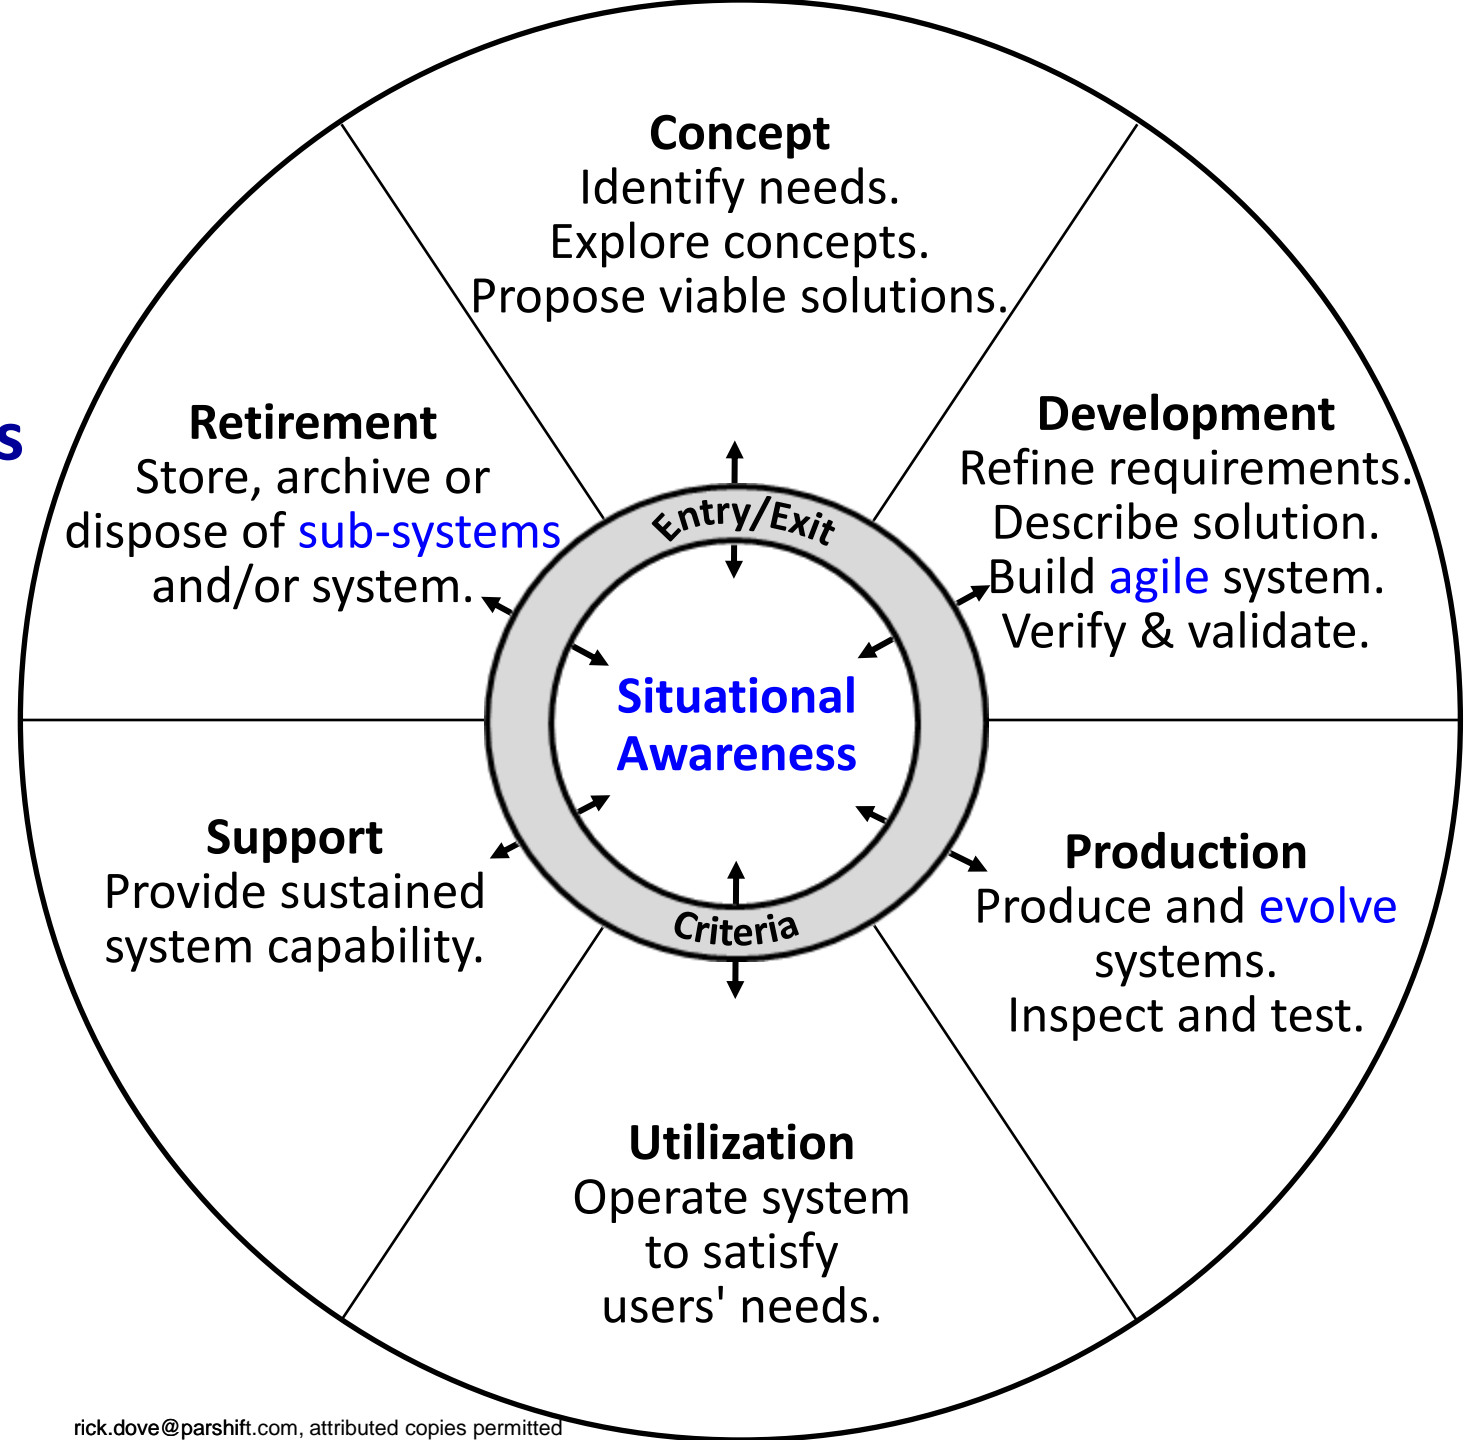 Concept
Identify needs.
Explore concepts.
Propose viable solutions.
Development
Refine requirements.
Describe solution.
Build agile system.
Verify & validate.
Production
Produce and evolve
systems.
Inspect and test.
Utilization
Operate system
to satisfy
users' needs.
Support
Provide sustained
system capability.
Retirement
Store, archive or
dispose of sub-systems
and/or system.
s
Entry/Exit
Situational
Awareness
Criteria
rick.dove@parshift.com, attributed copies permitted